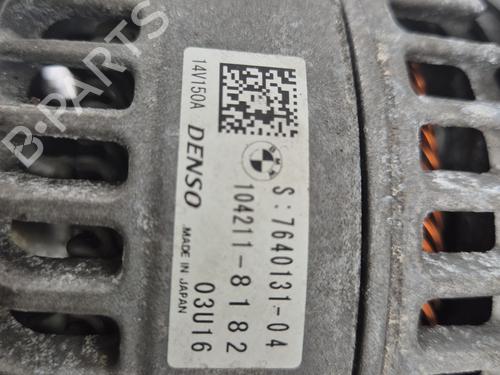 B-PARTS
14V150A
DENSO
MADE IN JAPAN
S:7640131-04
104211-8182
03U16